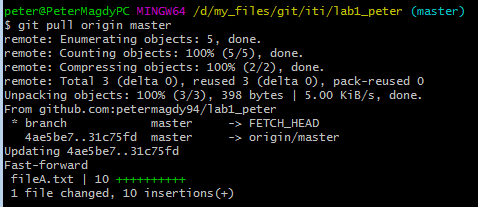 peter@PeterMagdyPC MINGW64 /d/my_files/git/iti/lab1_peter (master)
$ git pull origin master
remote: Enumerating objects: 5, done.
remote: Counting objects: 100% (5/5), done.
remote: Compressing objects: 100% (2/2), done.
remote: Total 3 (delta 0), reused 3 (delta 0), pack-reused 0
Unpacking objects: 100% (3/3), 398 bytes | 5.00 KiB/s, done.
From github.com:petermagdy94/lab1_peter
 * branch            master     -> FETCH_HEAD
   4ae5be7..31c75fd  master     -> origin/master
Updating 4ae5be7..31c75fd
Fast-forward
 fileA.txt | 10 ++++++++++
 1 file changed, 10 insertions(+)